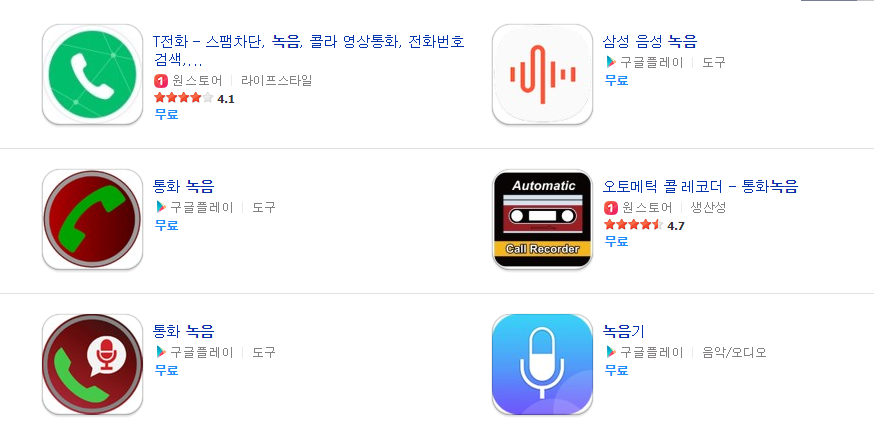 T전화 - 스팸차단, 녹음, 콜라 영상통화, 전화번호
검색,...
1 원스토어 | 라이프스타일
4.1
무료
삼성 음성 녹음
구글플레이 | 도구
무료
통화 녹음
구글플레이 | 도구
무료
Automatic
Call Recorder
오토메틱 콜 레코더 - 통화녹음
1 원스토어 | 생산성
4.7
무료
통화 녹음
구글플레이 | 도구
무료
녹음기
구글플레이 | 음악/오디오
무료